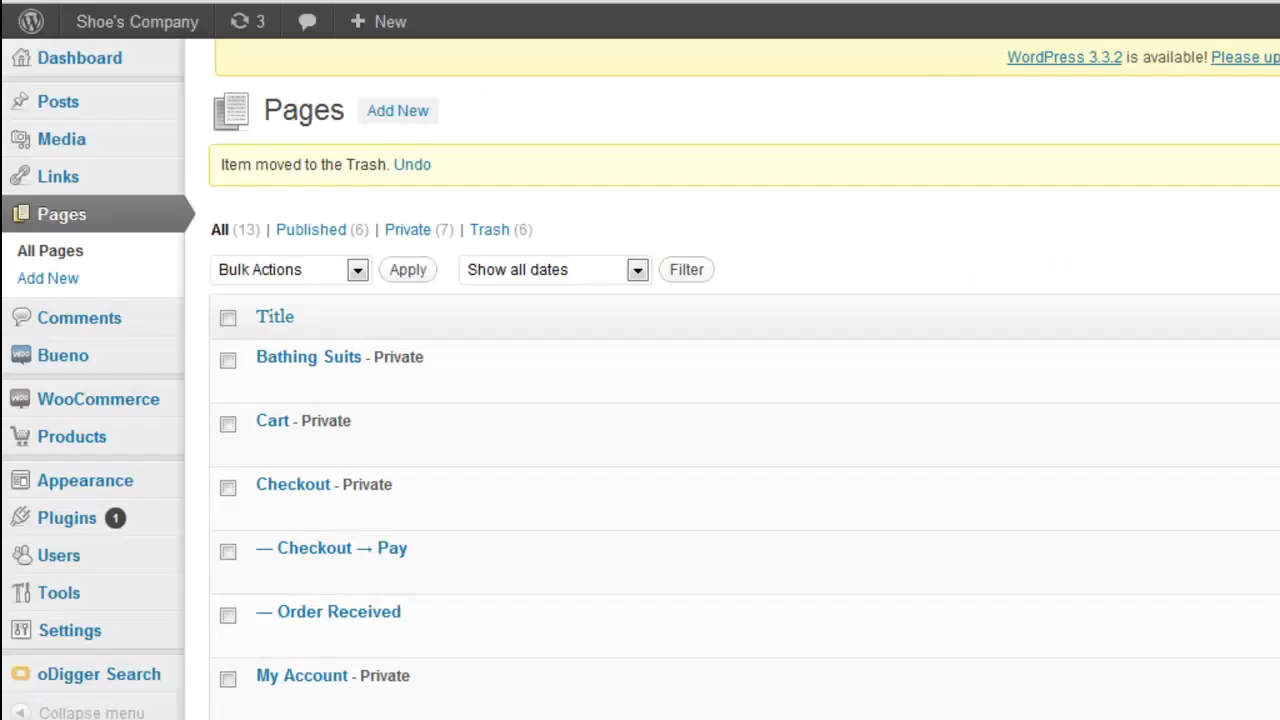 Shoe's Company 3 + New
WordPress 3.3.2 is available! Please up
Dashboard
Posts
Media
Links
Pages
All Pages
Add New
Comments
Bueno
WooCommerce
Products
Appearance
Plugins 1
Users
Tools
Settings
oDigger Search
Collapse menu
Pages Add New
Item moved to the Trash. Undo
All (13) | Published (6) | Private (7) | Trash (6)
Bulk Actions Apply Show all dates Filter
Title
Bathing Suits - Private
Cart - Private
Checkout - Private
— Checkout → Pay
— Order Received
My Account - Private